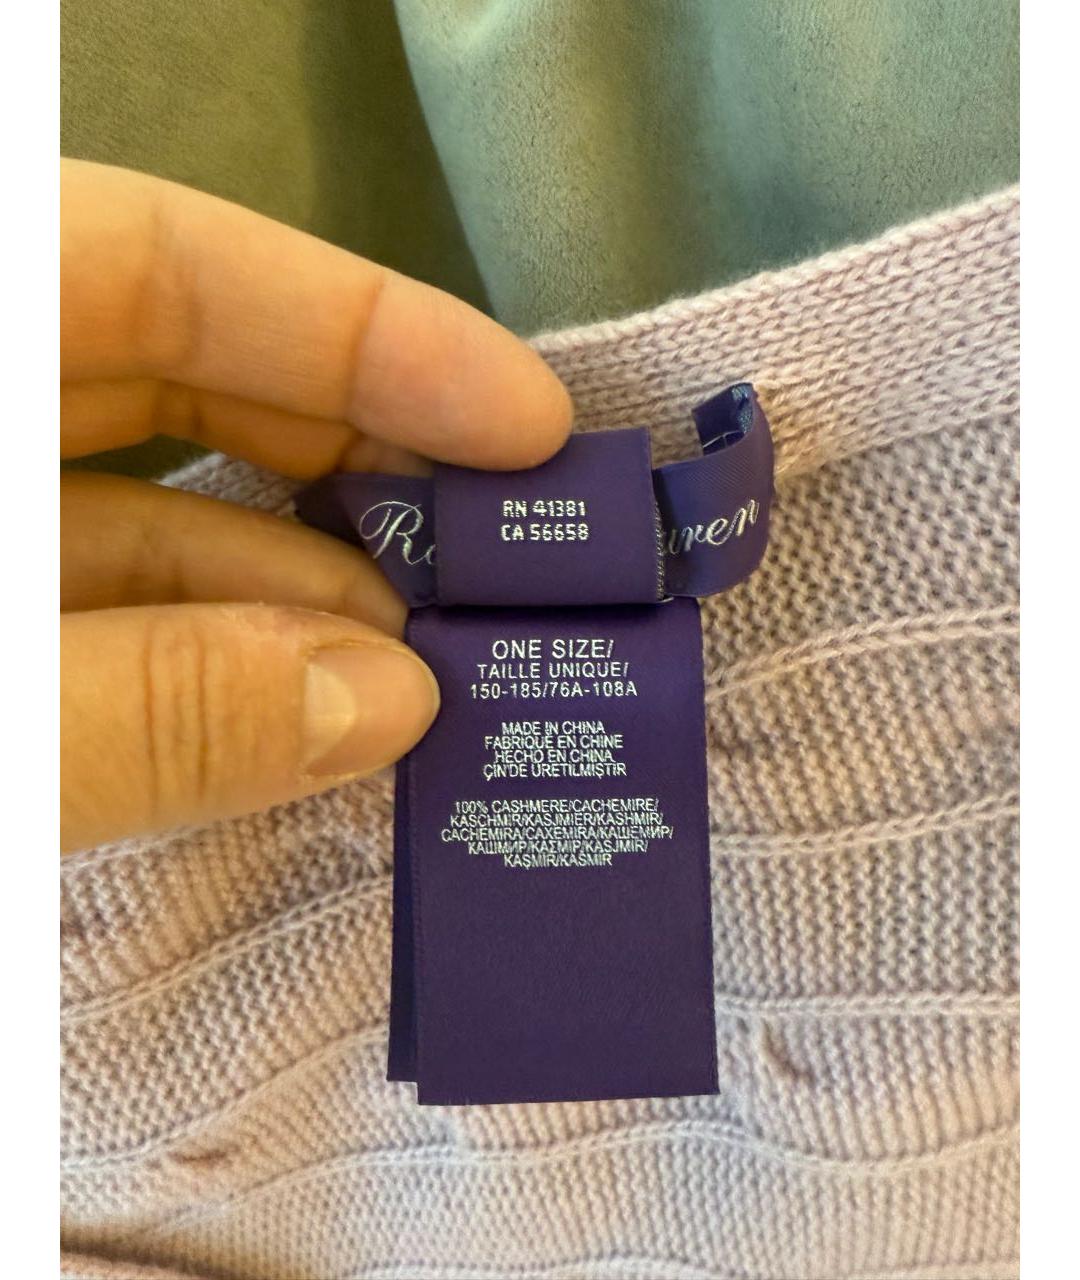 RN 41381
CA 56658
ONE SIZE/
TAILLE UNIQUE/
150-185/76A-108A
MADE IN CHINA
FABRIQUÉ EN CHINE
HECHO EN CHINA
ÇİN'DE ÜRETİLMİŞTİR
100% CASHMERE/CACHEMIRE/
KASCHMIR/KASJMIER/KASHMIR/
CACHEMIRA/CAXEMIRA/КАШЕМИР/
КАШМИР/ΚΑΣΜΙΡ/KASJMIR/
KAŞMİR/KAŠMÍR